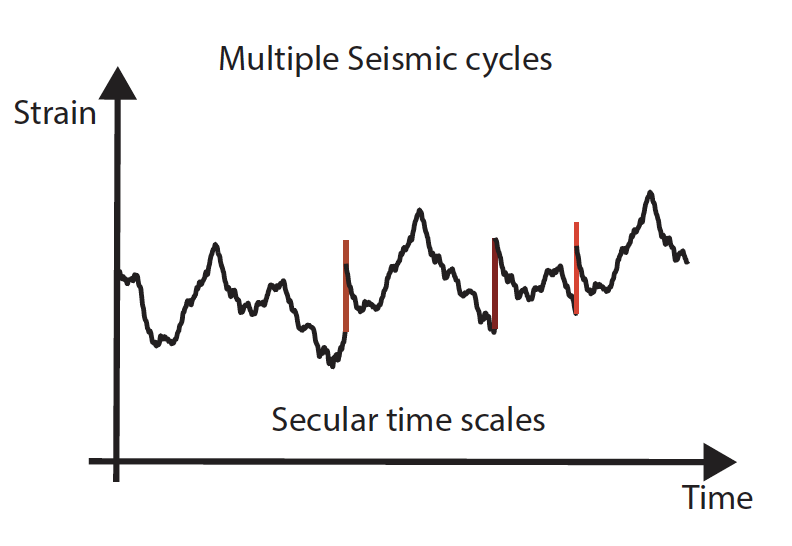 Multiple Seismic cycles
Strain
Secular time scales
Time